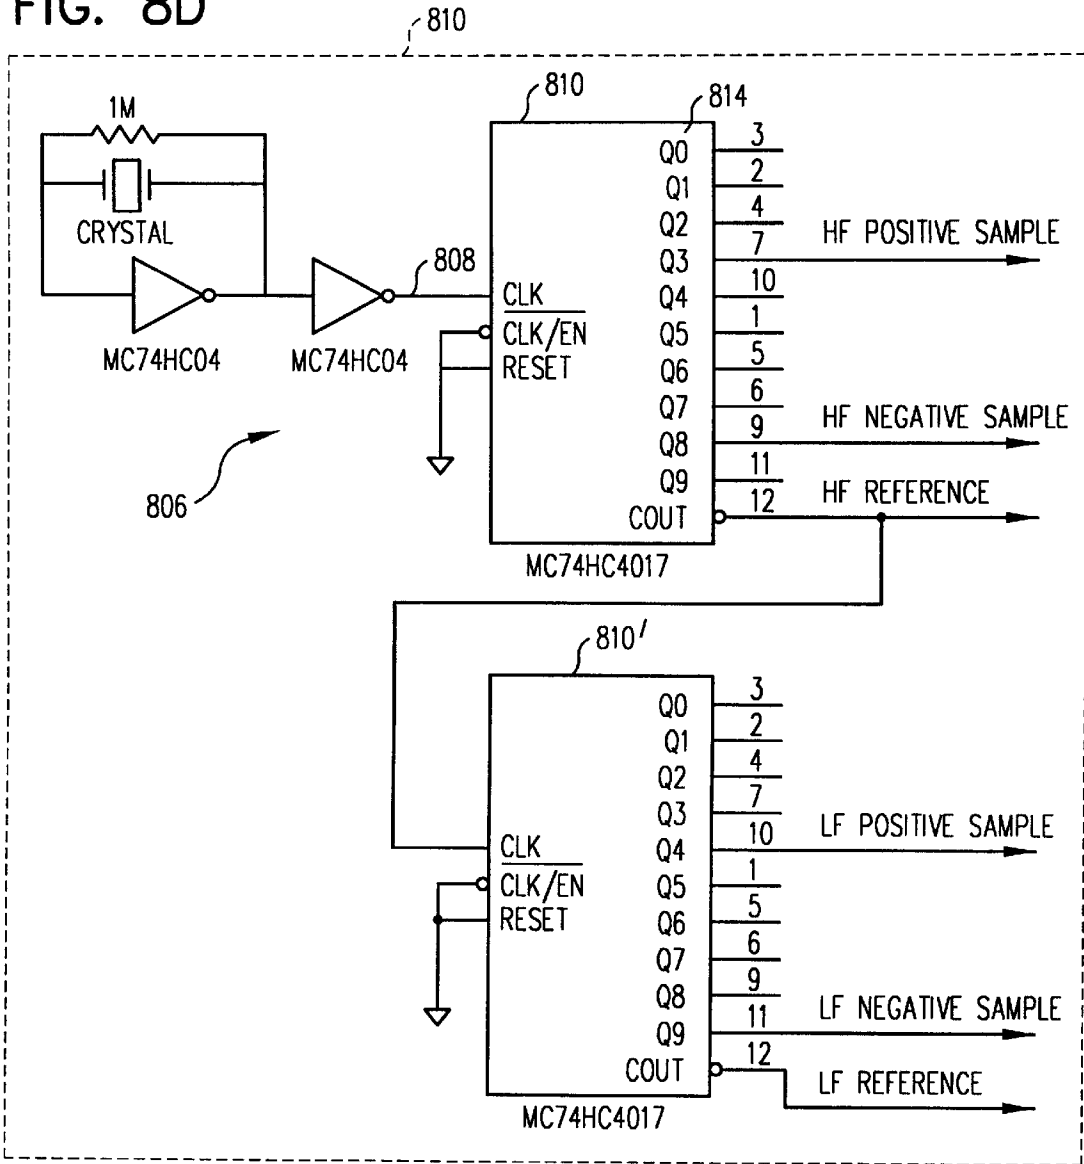 FIG. 8D
810
1M
CRYSTAL
MC74HC04
MC74HC04
806
808
810
814
CLK
CLK/EN
RESET
Q0 3
Q1 2
Q2 4
Q3 7 HF POSITIVE SAMPLE
Q4 10
Q5 1
Q6 5
Q7 6
Q8 9 HF NEGATIVE SAMPLE
Q9 11
COUT 12 HF REFERENCE
MC74HC4017
810'
CLK
CLK/EN
RESET
Q0 3
Q1 2
Q2 4
Q3 7
Q4 10 LF POSITIVE SAMPLE
Q5 1
Q6 5
Q7 6
Q8 9
Q9 11 LF NEGATIVE SAMPLE
COUT 12 LF REFERENCE
MC74HC4017